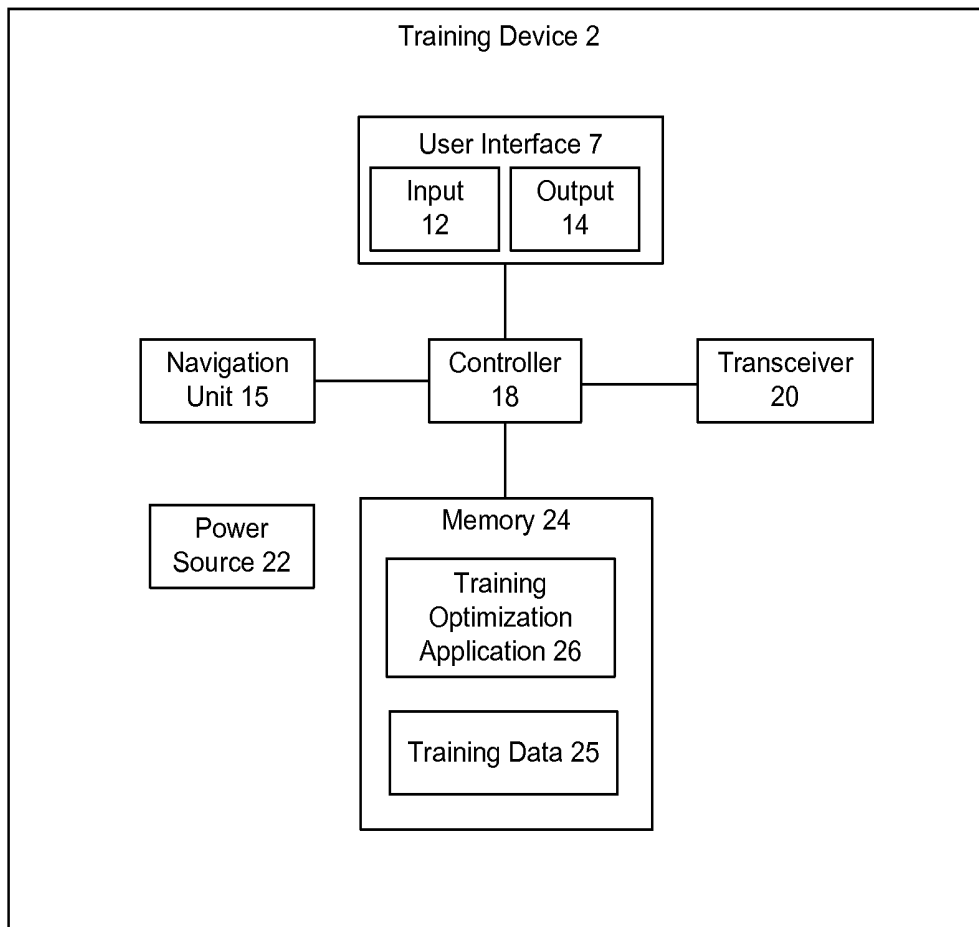 Training Device 2
User Interface 7
Input
12
Output
14
Navigation
Unit 15
Controller
18
Transceiver
20
Power
Source 22
Memory 24
Training
Optimization
Application 26
Training Data 25